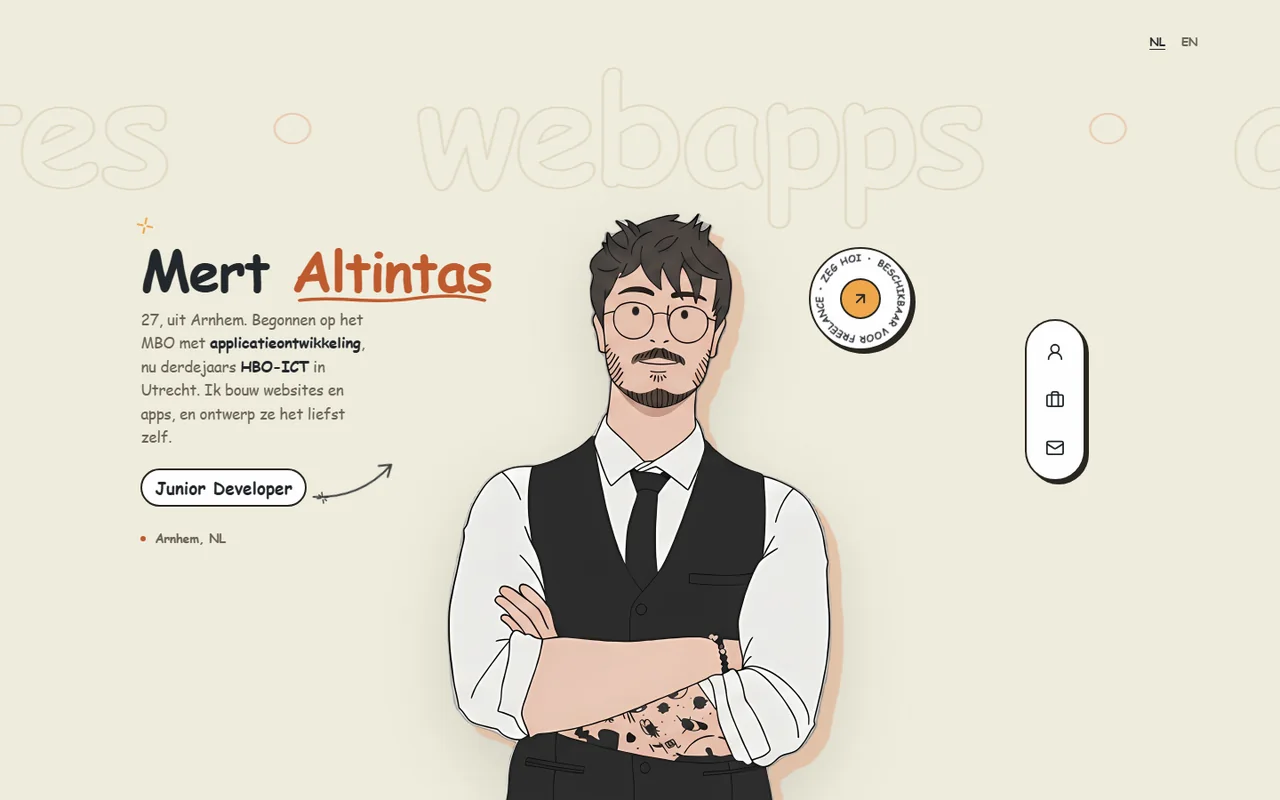 NL EN
webapps
Mert Altintas
27, uit Arnhem. Begonnen op het
MBO met applicatieontwikkeling,
nu derdejaars HBO-ICT in
Utrecht. Ik bouw websites en
apps, en ontwerp ze het liefst
zelf.
Junior Developer
Arnhem, NL
ZEG HOI · BESCHIKBAAR VOOR FREELANCE ·